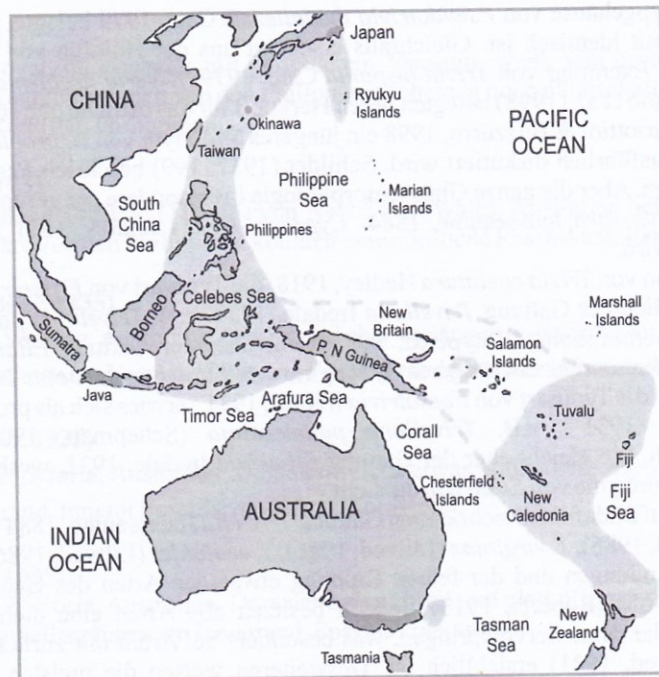 Japan
CHINA
Ryukyu
Islands
Okinawa
Taiwan
PACIFIC
OCEAN
Philippine
Sea
Marian
Islands
South
China
Sea
Philippines
Celebes Sea
Borneo
Sumatra
Marshall
Islands
New
Britain
Salamon
Islands
P. N Guinea
Java
Timor Sea
Arafura Sea
Tuvalu
Corall
Sea
Fiji
Chesterfield
Islands
Fiji
Sea
New
Caledonia
AUSTRALIA
INDIAN
OCEAN
Tasman
Sea
New
Zealand
Tasmania